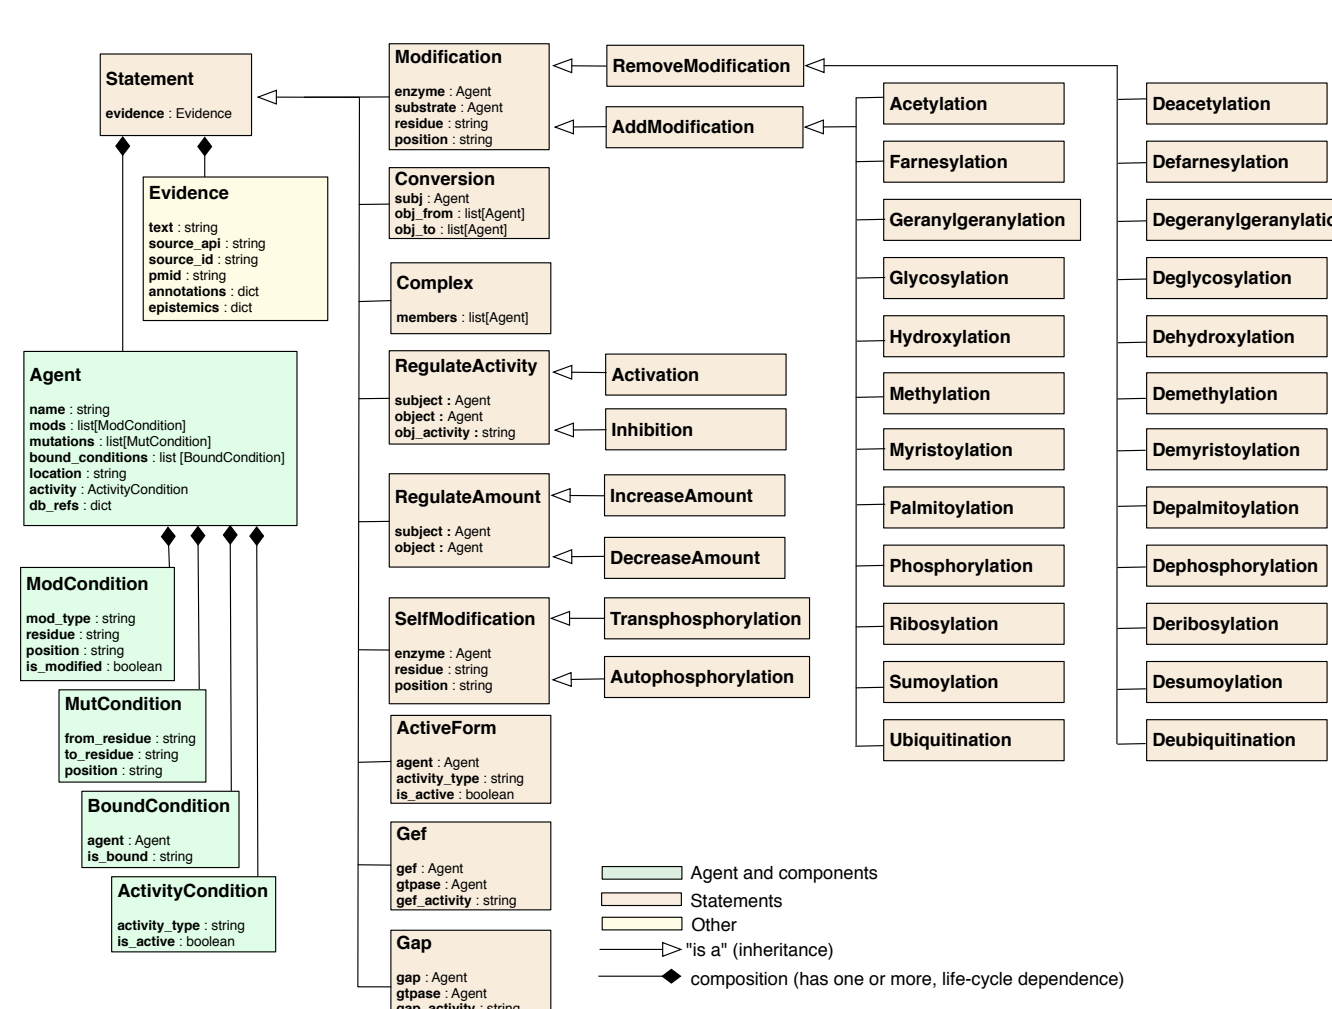 Statement
evidence : Evidence
Evidence
text : string
source_api : string
source_id : string
pmid : string
annotations : dict
epistemics : dict
Agent
name : string
mods : list[ModCondition]
mutations : list[MutCondition]
bound_conditions : list [BoundCondition]
location : string
activity : ActivityCondition
db_refs : dict
ModCondition
mod_type : string
residue : string
position : string
is_modified : boolean
MutCondition
from_residue : string
to_residue : string
position : string
BoundCondition
agent : Agent
is_bound : string
ActivityCondition
activity_type : string
is_active : boolean
Modification
enzyme : Agent
substrate : Agent
residue : string
position : string
Conversion
subj : Agent
obj_from : list[Agent]
obj_to : list[Agent]
Complex
members : list[Agent]
RegulateActivity
subject : Agent
object : Agent
obj_activity : string
RegulateAmount
subject : Agent
object : Agent
SelfModification
enzyme : Agent
residue : string
position : string
ActiveForm
agent : Agent
activity_type : string
is_active : boolean
Gef
gef : Agent
gtpase : Agent
gef_activity : string
Gap
gap : Agent
gtpase : Agent
gap_activity : string
RemoveModification
AddModification
Activation
Inhibition
IncreaseAmount
DecreaseAmount
Transphosphorylation
Autophosphorylation
Acetylation
Farnesylation
Geranylgeranylation
Glycosylation
Hydroxylation
Methylation
Myristoylation
Palmitoylation
Phosphorylation
Ribosylation
Sumoylation
Ubiquitination
Deacetylation
Defarnesylation
Degeranylgeranylatio
Deglycosylation
Dehydroxylation
Demethylation
Demyristoylation
Depalmitoylation
Dephosphorylation
Deribosylation
Desumoylation
Deubiquitination
Agent and components
Statements
Other
"is a" (inheritance)
composition (has one or more, life-cycle dependence)